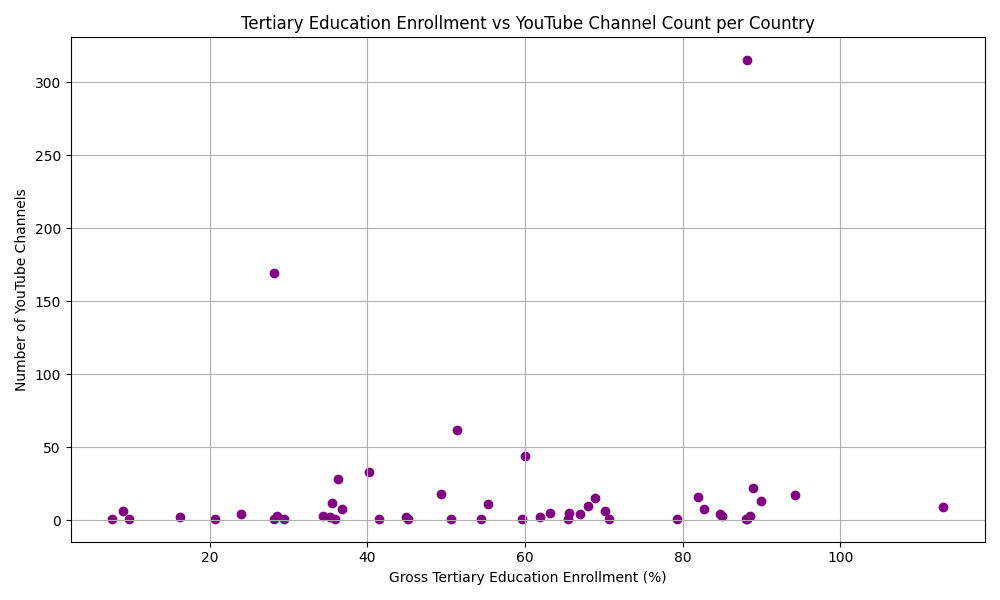 Tertiary Education Enrollment vs YouTube Channel Count per Country
300
250
200
150
100
50
0
Number of YouTube Channels
20 40 60 80 100
Gross Tertiary Education Enrollment (%)